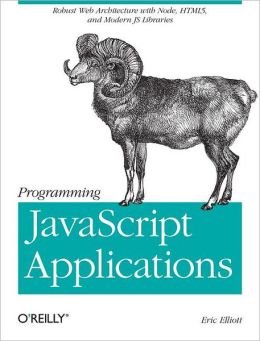 Robust Web Architecture with Node, HTML5,
and Modern JS Libraries
Programming
JavaScript
Applications
O'REILLY®
Eric Elliott